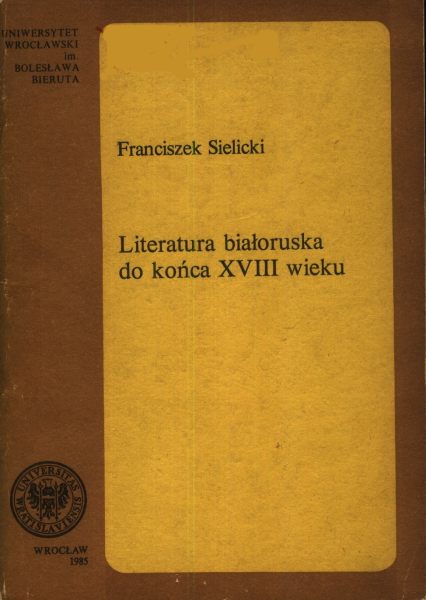 UNIWERSYTET
WROCŁAWSKI
Im.
BOLESŁAWA
BIERUTA
Franciszek Sielicki
Literatura białoruska
do końca XVIII wieku
UNIVERSITAS
WRATISLAVIENSIS
WROCŁAW
1985